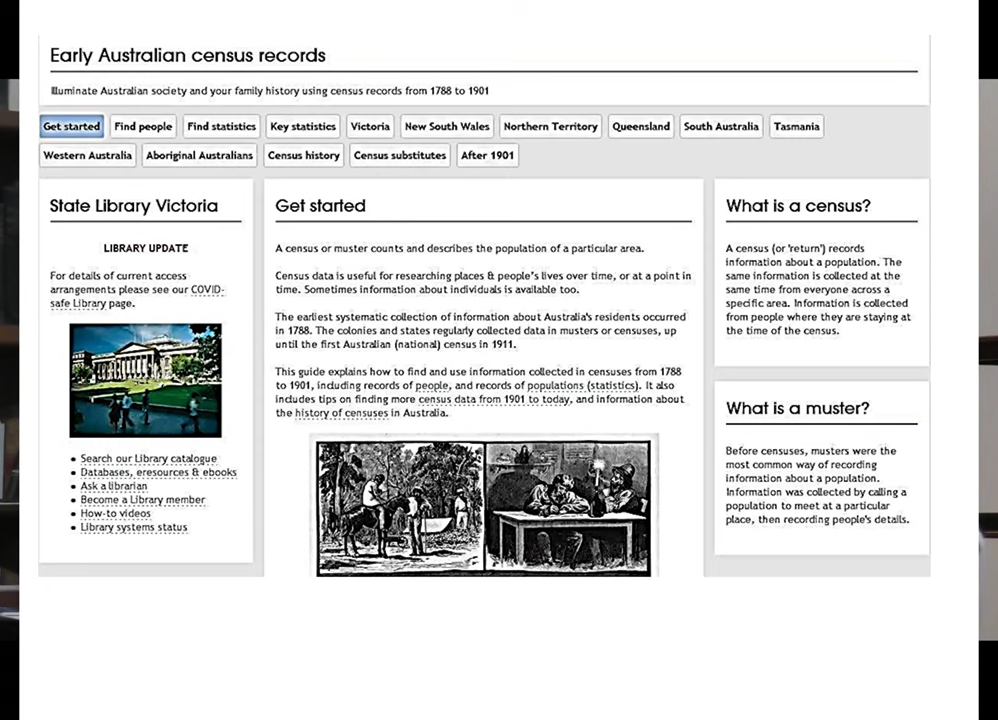 Early Australian census records
Illuminate Australian society and your family history using census records from 1788 to 1901
Get started
Find people
Find statistics
Key statistics
Victoria
New South Wales
Northern Territory
Queensland
South Australia
Tasmania
Western Australia
Aboriginal Australians
Census history
Census substitutes
After 1901
State Library Victoria
LIBRARY UPDATE
For details of current access
arrangements please see our COVID-
safe Library page.
Search our Library catalogue
Databases, eresources & ebooks
Ask a librarian
Become a Library member
How-to videos
Library systems status
Get started
A census or muster counts and describes the population of a particular area.
Census data is useful for researching places & people's lives over time, or at a point in
time. Sometimes information about individuals is available too.
The earliest systematic collection of information about Australia's residents occurred
in 1788. The colonies and states regularly collected data in musters or censuses, up
until the first Australian (national) census in 1911.
This guide explains how to find and use information collected in censuses from 1788
to 1901, including records of people, and records of populations (statistics). It also
includes tips on finding more census data from 1901 to today, and information about
the history of censuses in Australia.
What is a census?
A census (or 'return') records
information about a population. The
same information is collected at the
same time from everyone across a
specific area. Information is collected
from people where they are staying at
the time of the census.
What is a muster?
Before censuses, musters were the
most common way of recording
information about a population.
Information was collected by calling a
population to meet at a particular
place, then recording people's details.